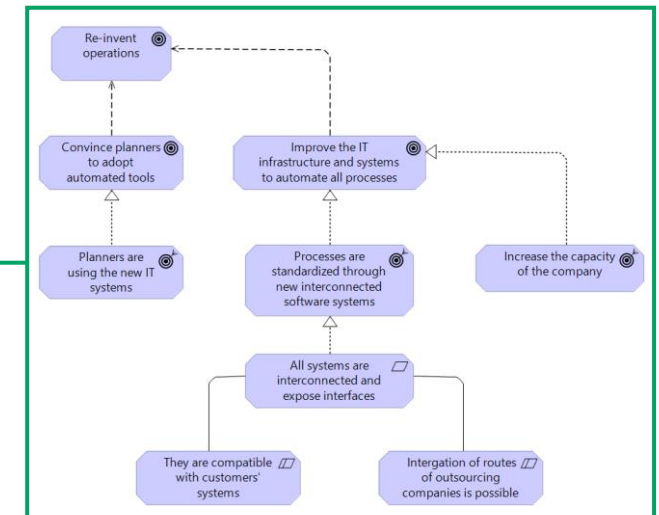 Re-invent
operations
Convince planners
to adopt
automated tools
Improve the IT
infrastructure and systems
to automate all processes
Planners are
using the new IT
systems
Processes are
standardized through
new interconnected
software systems
Increase the capacity
of the company
All systems are
interconnected and
expose interfaces
They are compatible
with customers'
systems
Intergation of routes
of outsourcing
companies is possible